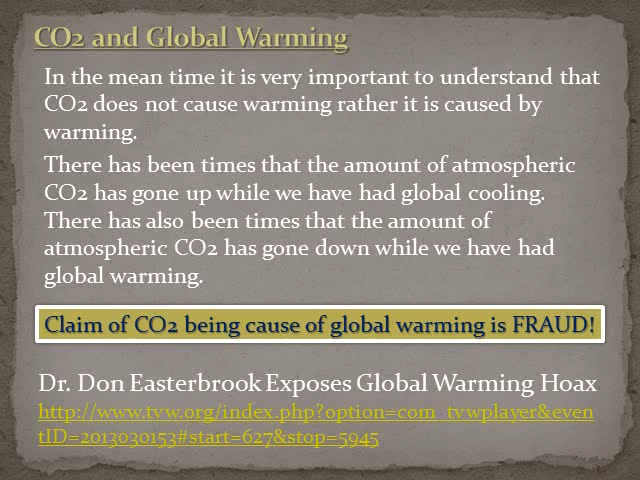 CO2 and Global Warming
In the mean time it is very important to understand that
CO2 does not cause warming rather it is caused by
warming.
There has been times that the amount of atmospheric
CO2 has gone up while we have had global cooling.
There has also been times that the amount of
atmospheric CO2 has gone down while we have had
global warming.
Claim of CO2 being cause of global warming is FRAUD!
Dr. Don Easterbrook Exposes Global Warming Hoax
http://www.tvw.org/index.php?option=com_tvwplayer&even
tID=2013030153#start=627&stop=5945